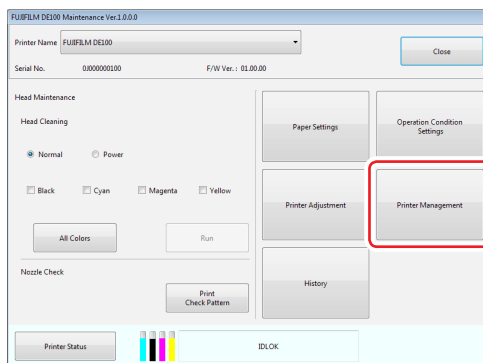 FUJIFILM DE100 Maintenance Ver.1.0.0.0
Printer Name
FUJIFILM DE100
Close
Serial No.
0J000000100
F/W Ver. : 01.00.00
Head Maintenance
Head Cleaning
Normal
Power
Black
Cyan
Magenta
Yellow
All Colors
Run
Nozzle Check
Print
Check Pattern
Paper Settings
Operation Condition
Settings
Printer Adjustment
Printer Management
History
Printer Status
IDLOK